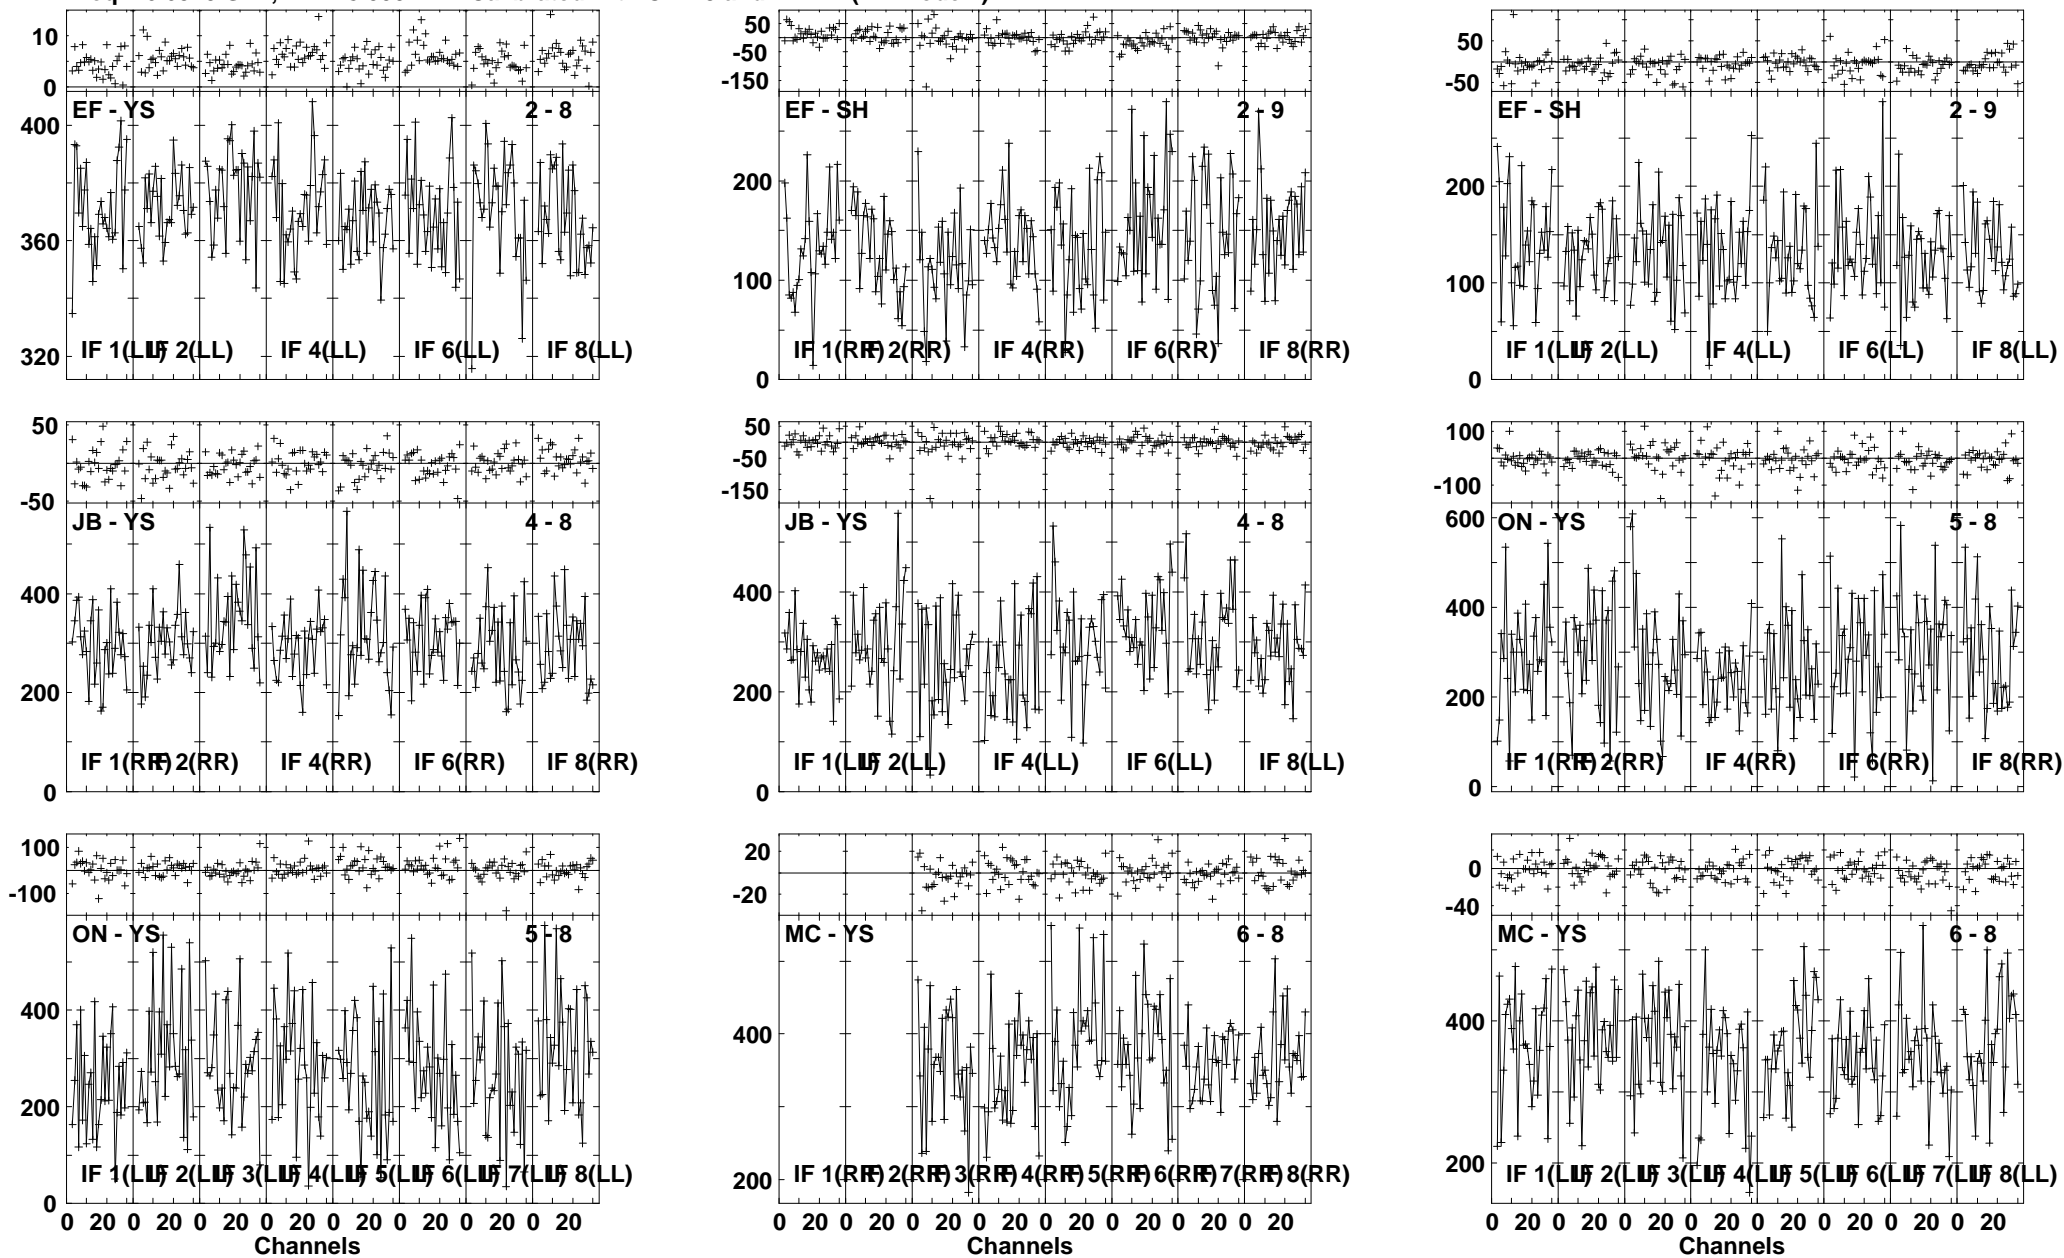 10
0
EF - YS 2 - 8
400
360
320
IF 1(LL) IF 2(LL) IF 4(LL) IF 6(LL) IF 8(LL)
50
-50
-150
EF - SH 2 - 9
200
100
0
IF 1(RR) IF 2(RR) IF 4(RR) IF 6(RR) IF 8(RR)
50
-50
EF - SH 2 - 9
200
100
0
IF 1(LL) IF 2(LL) IF 4(LL) IF 6(LL) IF 8(LL)
50
-50
JB - YS 4 - 8
400
200
0
IF 1(RR) IF 2(RR) IF 4(RR) IF 6(RR) IF 8(RR)
50
-50
-150
JB - YS 4 - 8
400
200
0
IF 1(LL) IF 2(LL) IF 4(LL) IF 6(LL) IF 8(LL)
100
-100
ON - YS 5 - 8
600
400
200
0
IF 1(RR) IF 2(RR) IF 4(RR) IF 6(RR) IF 8(RR)
100
-100
ON - YS 5 - 8
400
200
0
IF 1(LL) IF 2(LL) IF 3(LL) IF 4(LL) IF 5(LL) IF 6(LL) IF 7(LL) IF 8(LL)
0 20 0 20 0 20 0 20 0 20 0 20 0 20 0 20
Channels
20
-20
MC - YS 6 - 8
400
200
IF 1(RR) IF 2(RR) IF 3(RR) IF 4(RR) IF 5(RR) IF 6(RR) IF 7(RR) IF 8(RR)
0 20 0 20 0 20 0 20 0 20 0 20 0 20 0 20
Channels
0
-40
MC - YS 6 - 8
400
200
IF 1(LL) IF 2(LL) IF 3(LL) IF 4(LL) IF 5(LL) IF 6(LL) IF 7(LL) IF 8(LL)
0 20 0 20 0 20 0 20 0 20 0 20 0 20 0 20
Channels